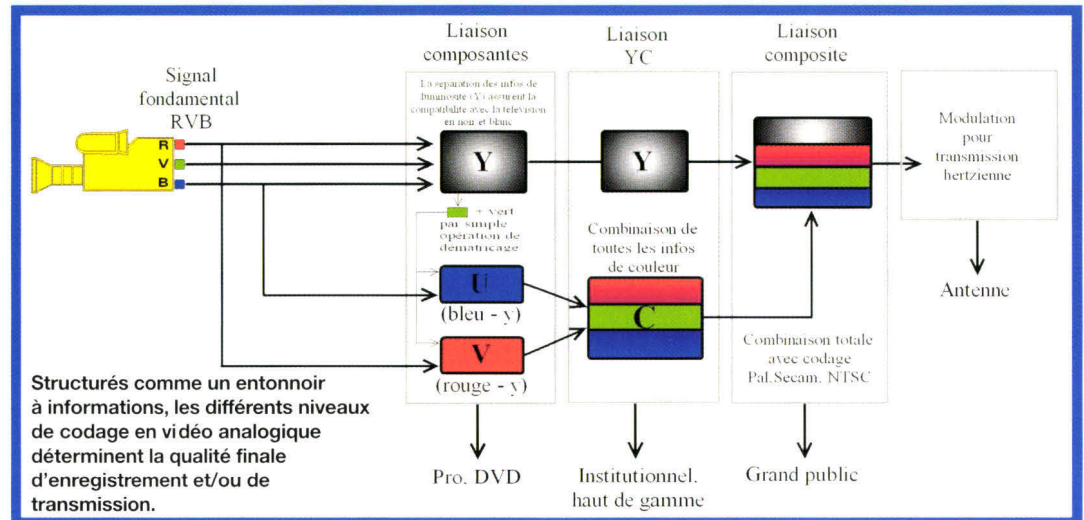 Signal
fondamental
RVB
R
V
B
Liaison
composantes
La séparation des infos de
luminosité (Y) assurent la
compatibilité avec la télévision
en noir et blanc
Y
+ vert
par simple
opération de
dématricage
U
(bleu - y)
V
(rouge - y)
Pro. DVD
Liaison
YC
Y
Combinaison de
toutes les infos
de couleur
C
Institutionnel.
haut de gamme
Liaison
composite
Combinaison totale
avec codage
Pal.Secam. NTSC
Grand public
Modulation
pour
transmission
hertzienne
Antenne
Structurés comme un entonnoir
à informations, les différents niveaux
de codage en vidéo analogique
déterminent la qualité finale
d'enregistrement et/ou de
transmission.